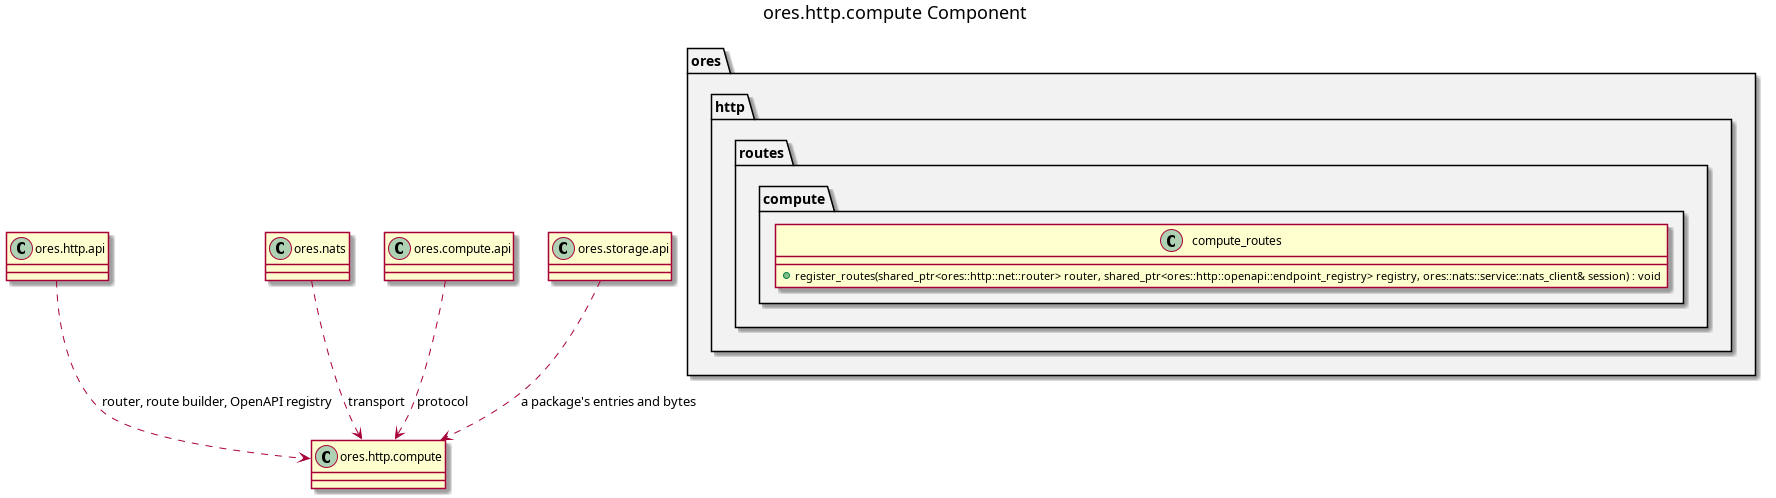 ores.http.compute Component
ores
http
routes
compute
C compute_routes
register_routes(shared_ptr<ores::http::net::router> router, shared_ptr<ores::http::openapi::endpoint_registry> registry, ores::nats::service::nats_client& session) : void
C ores.http.api
C ores.nats
C ores.compute.api
C ores.storage.api
router, route builder, OpenAPI registry
transport
protocol
a package's entries and bytes
C ores.http.compute